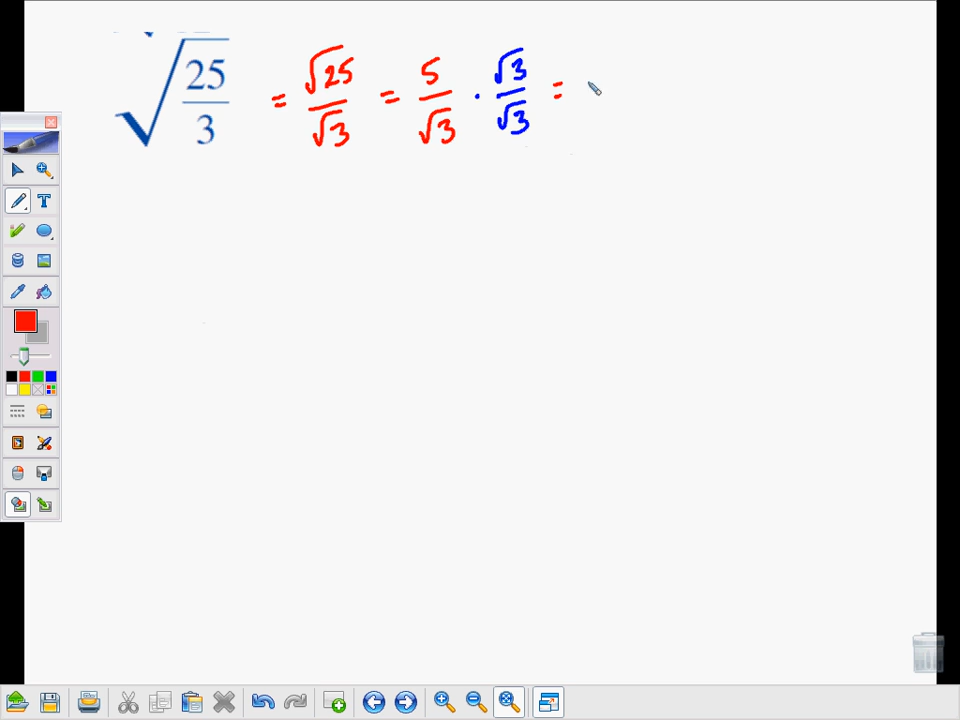 √(25/3) = √25/√3 = 5/√3 · √3/√3 =
T